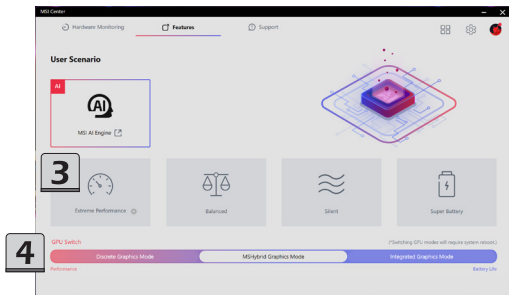 MSI Center
Hardware Monitoring
Features
Support
User Scenario
AI
AI
MSI AI Engine
3
Extreme Performance
Balanced
Silent
Super Battery
4
GPU Switch
(*Switching GPU modes will require system reboot.)
Discrete Graphics Mode
MSHybrid Graphics Mode
Integrated Graphics Mode
Performance
Battery Life